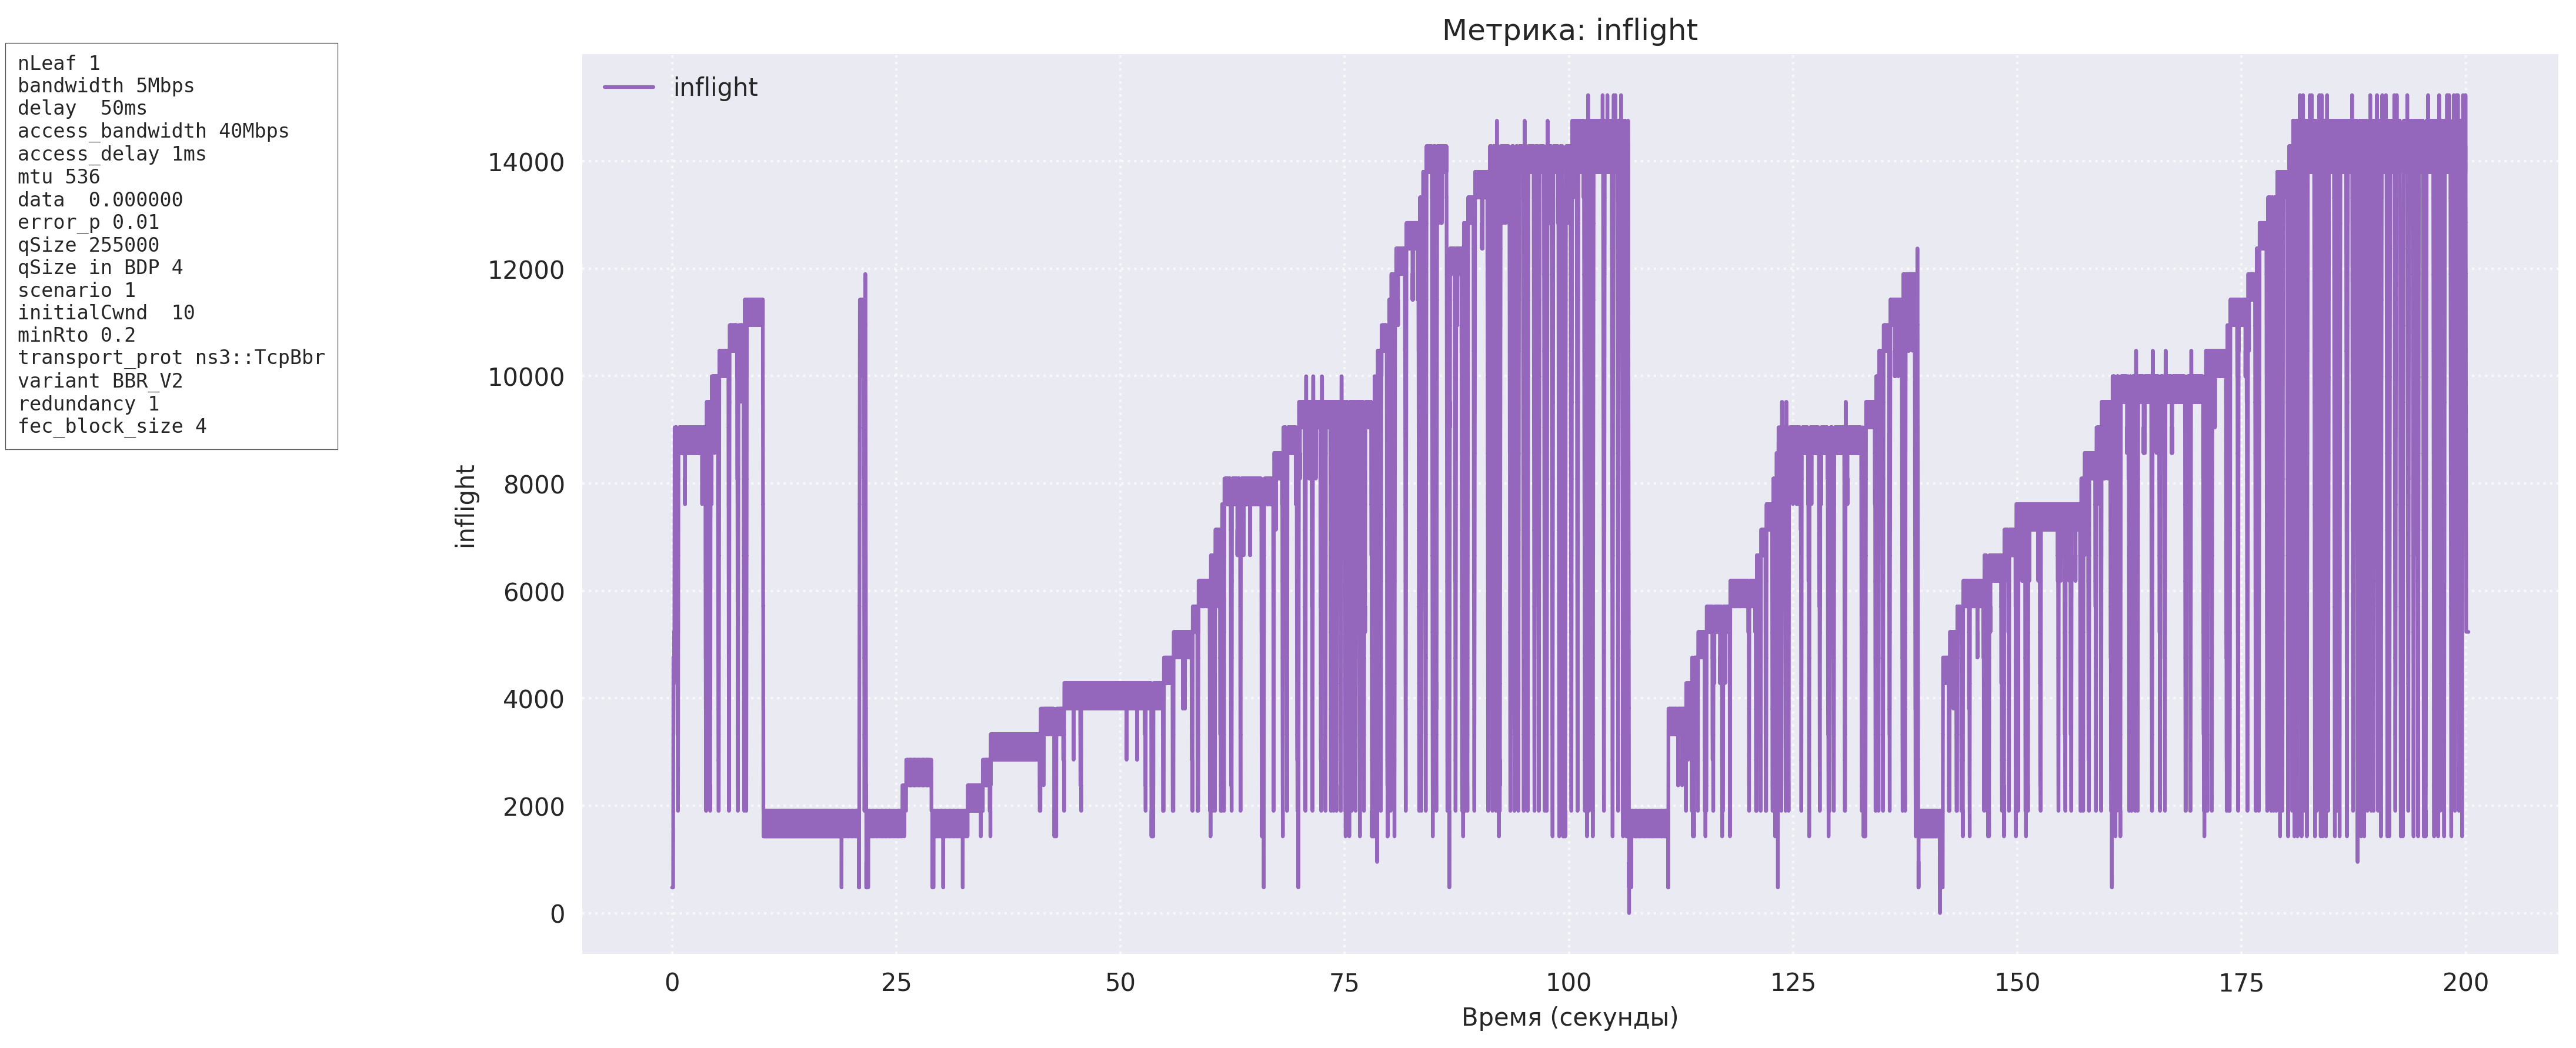 Метрика: inflight
nLeaf 1
bandwidth 5Mbps
delay  50ms
access_bandwidth 40Mbps
access_delay 1ms
mtu 536
data  0.000000
error_p 0.01
qSize 255000
qSize in BDP 4
scenario 1
initialCwnd  10
minRto 0.2
transport_prot ns3::TcpBbr
variant BBR_V2
redundancy 1
fec_block_size 4
inflight
inflight
14000
12000
10000
8000
6000
4000
2000
0
0 25 50 75 100 125 150 175 200
Время (секунды)